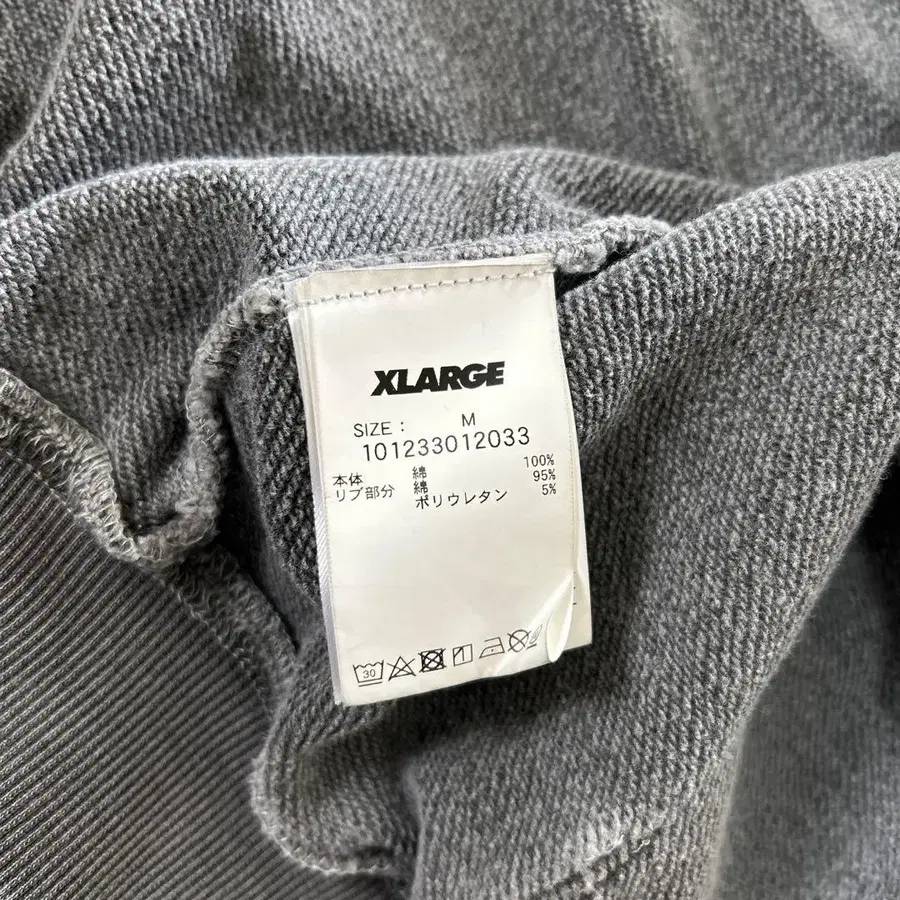 XLARGE
SIZE : M
101233012033
本体 綿 100%
リブ部分 綿 95%
ポリウレタン 5%
30